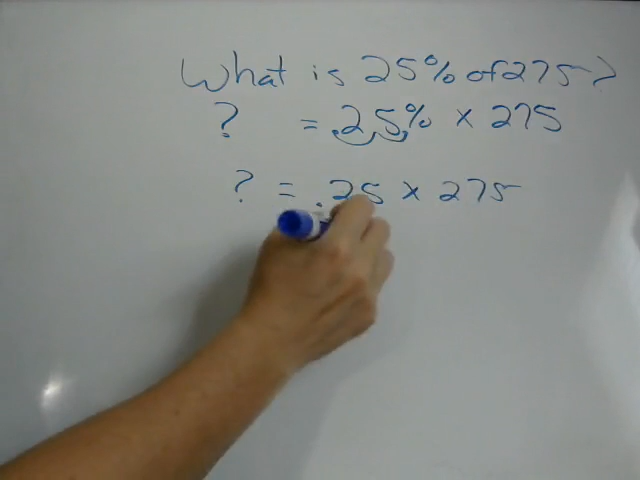 What is 25% of 275?
? = .25% x 275
? = .25 x 275